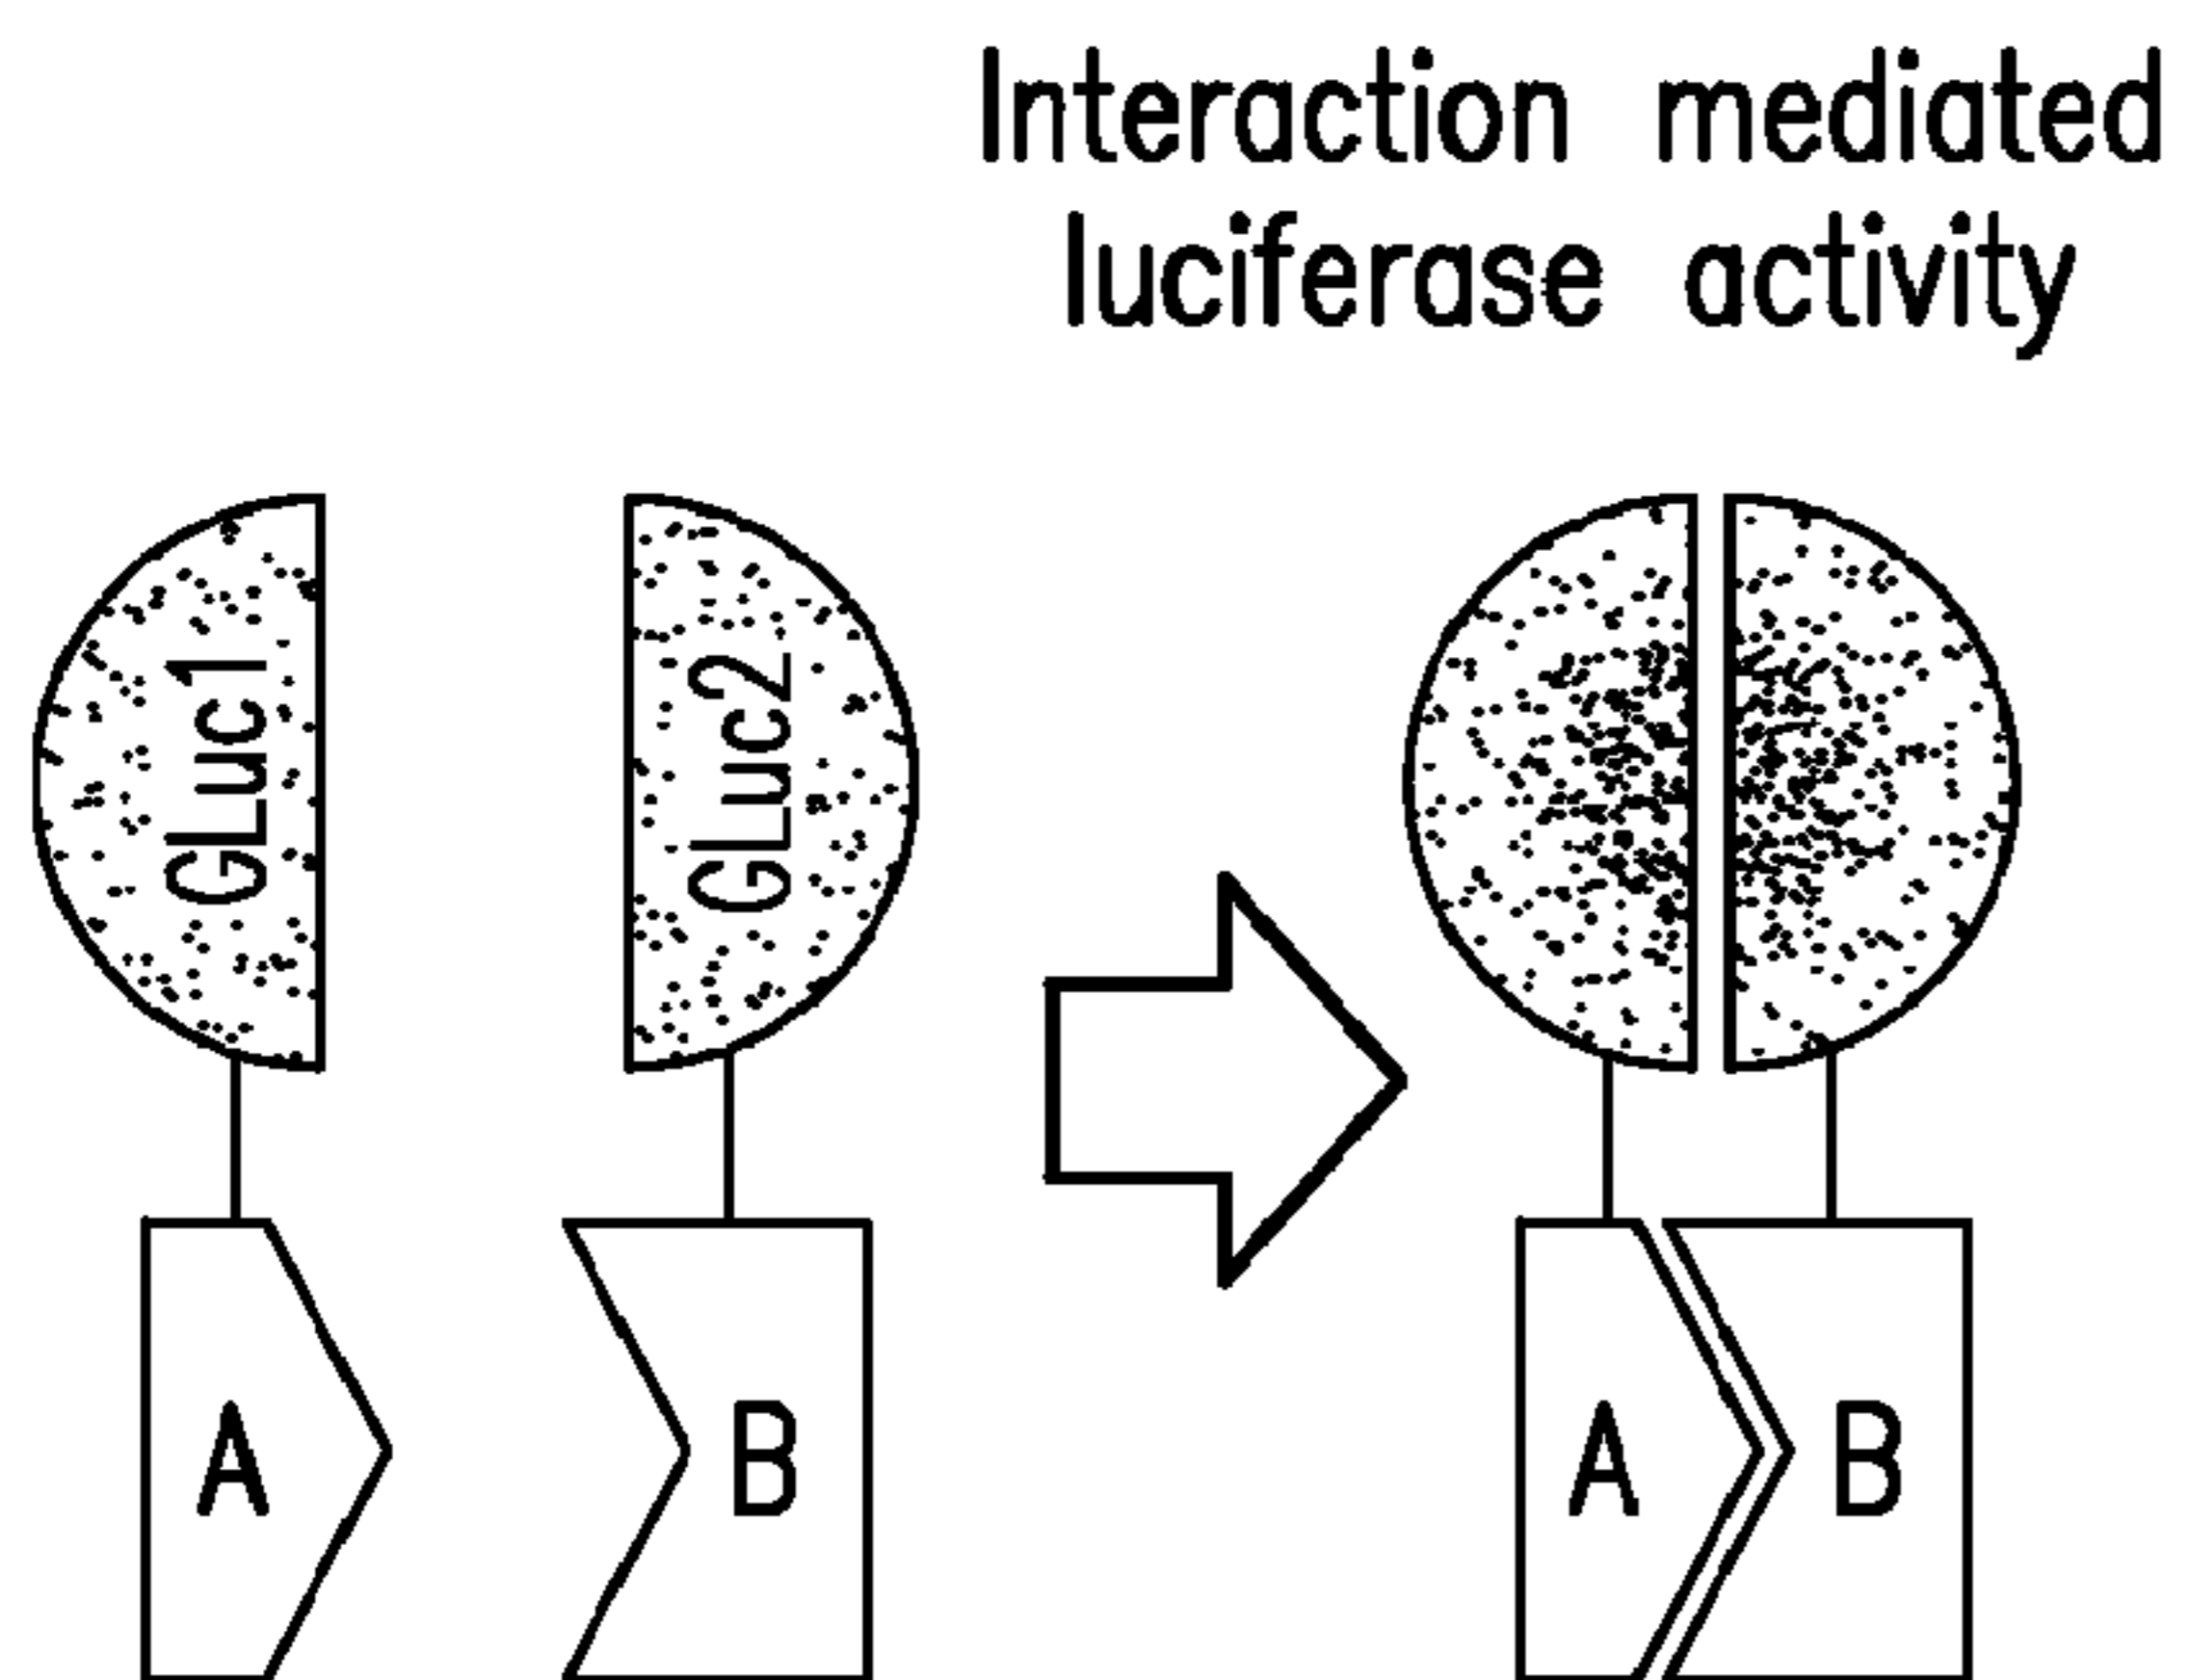 Interaction mediated
luciferase activity
GLuc1
GLuc2
A
B
A
B